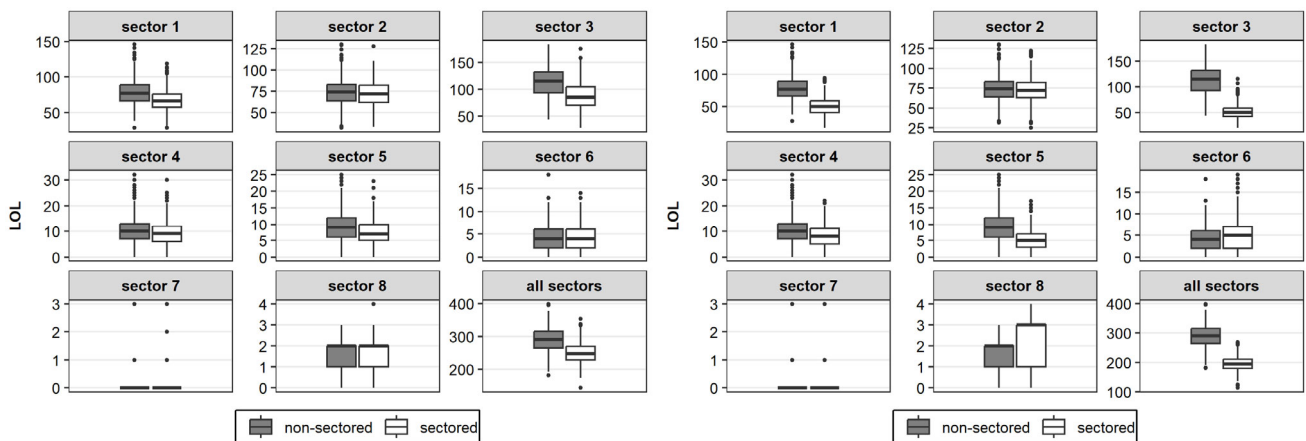 sector 1 sector 2 sector 3
150 100 50
125 100 75 50
150 100 50
sector 4 sector 5 sector 6
30 20 10 0
25 20 15 10 5 0
15 10 5 0
sector 7 sector 8 all sectors
3 2 1 0
4 3 2 1 0
400 300 200
LOL
non-sectored sectored
sector 1 sector 2 sector 3
150 100 50
125 100 75 50 25
150 100 50
sector 4 sector 5 sector 6
30 20 10 0
25 20 15 10 5 0
15 10 5 0
sector 7 sector 8 all sectors
3 2 1 0
4 3 2 1 0
400 300 200 100
LOL
non-sectored sectored